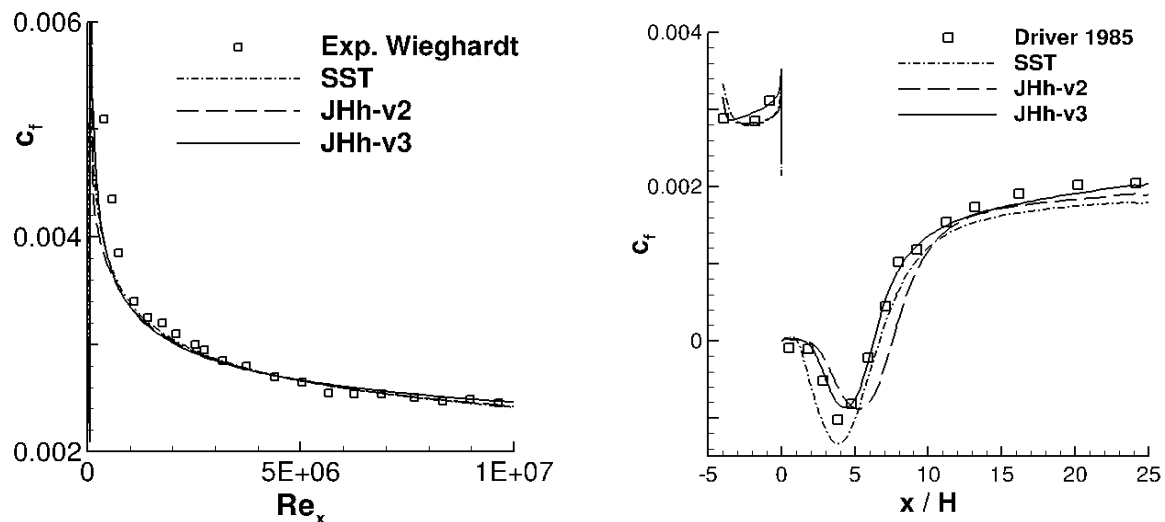 0.006
Exp. Wieghardt
SST
JHh-v2
JHh-v3
c_f
0.004
0.002
0
5E+06
1E+07
Re_x
0.004
Driver 1985
SST
JHh-v2
JHh-v3
0.002
c_f
0
-5
0
5
10
15
20
25
x / H